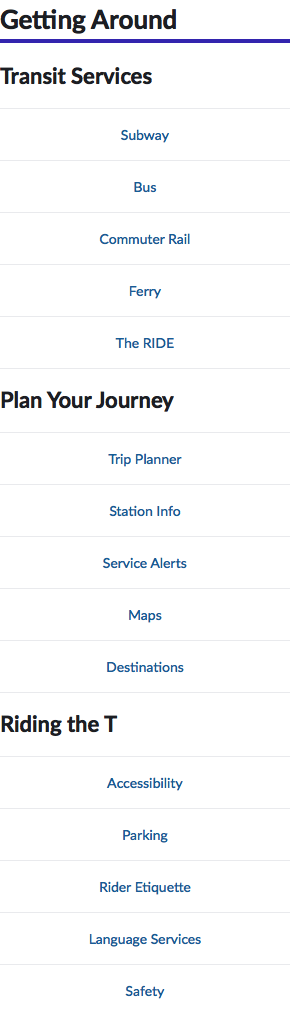 Getting Around
Transit Services
Subway
Bus
Commuter Rail
Ferry
The RIDE
Plan Your Journey
Trip Planner
Station Info
Service Alerts
Maps
Destinations
Riding the T
Accessibility
Parking
Rider Etiquette
Language Services
Safety